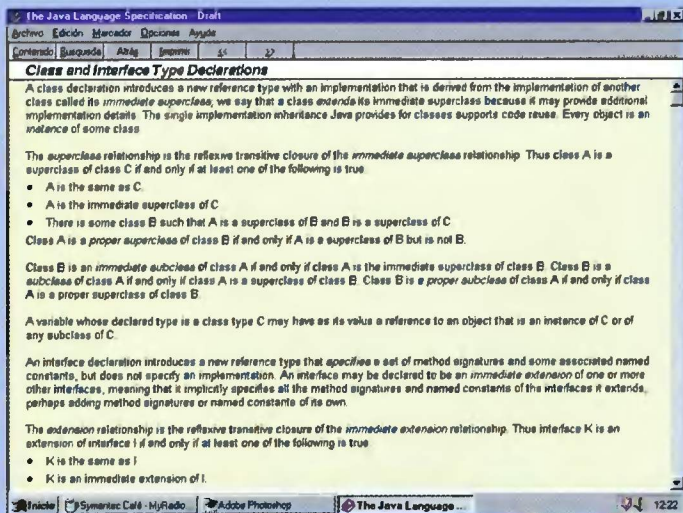 The Java Language Specification - Draft
Archivo Edición Marcador Opciones Ayuda
Contenido Búsqueda Atrás Imprimir << >>
Class and Interface Type Declarations
A class declaration introduces a new reference type with an implementation that is derived from the implementation of another
class called its immediate superclass, we say that a class extends its immediate superclass because it may provide additional
implementation details. The single implementation inheritance Java provides for classes supports code reuse. Every object is an
instance of some class.
The superclass relationship is the reflexive transitive closure of the immediate superclass relationship. Thus class A is a
superclass of class C if and only if at least one of the following is true
• A is the same as C.
• A is the immediate superclass of C
• There is some class B such that A is a superclass of B and B is a superclass of C
Class A is a proper superclass of class B if and only if A is a superclass of B but is not B.
Class B is an immediate subclass of class A if and only if class A is the immediate superclass of class B. Class B is a
subclass of class A if and only if class A is a superclass of class B. Class B is a proper subclass of class A if and only if class
A is a proper superclass of class B.
A variable whose declared type is a class type C may have as its value a reference to an object that is an instance of C or of
any subclass of C.
An interface declaration introduces a new reference type that specifies a set of method signatures and some associated named
constants, but does not specify an implementation. An interface may be declared to be an immediate extension of one or more
other interfaces, meaning that it implicitly specifies all the method signatures and named constants of the interfaces it extends,
perhaps adding method signatures or named constants of its own.
The extension relationship is the reflexive transitive closure of the immediate extension relationship. Thus interface K is an
extension of interface I if and only if at least one of the following is true
• K is the same as I
• K is an immediate extension of I.
Inicio Symantec Café - MyRadio Adobe Photoshop The Java Language ... 12:22